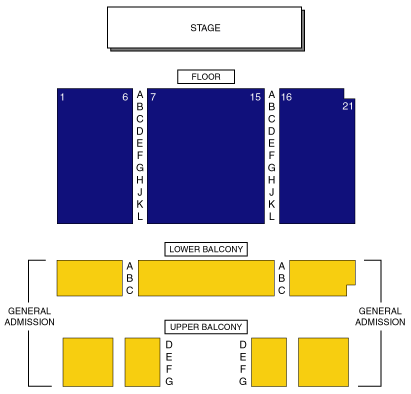 STAGE
FLOOR
1 6 A 7 15 A 16
B B 21
C C
D D
E E
F F
G G
H H
J J
K K
L L
LOWER BALCONY
A A
B B
C C
GENERAL ADMISSION
GENERAL ADMISSION
UPPER BALCONY
D D
E E
F F
G G